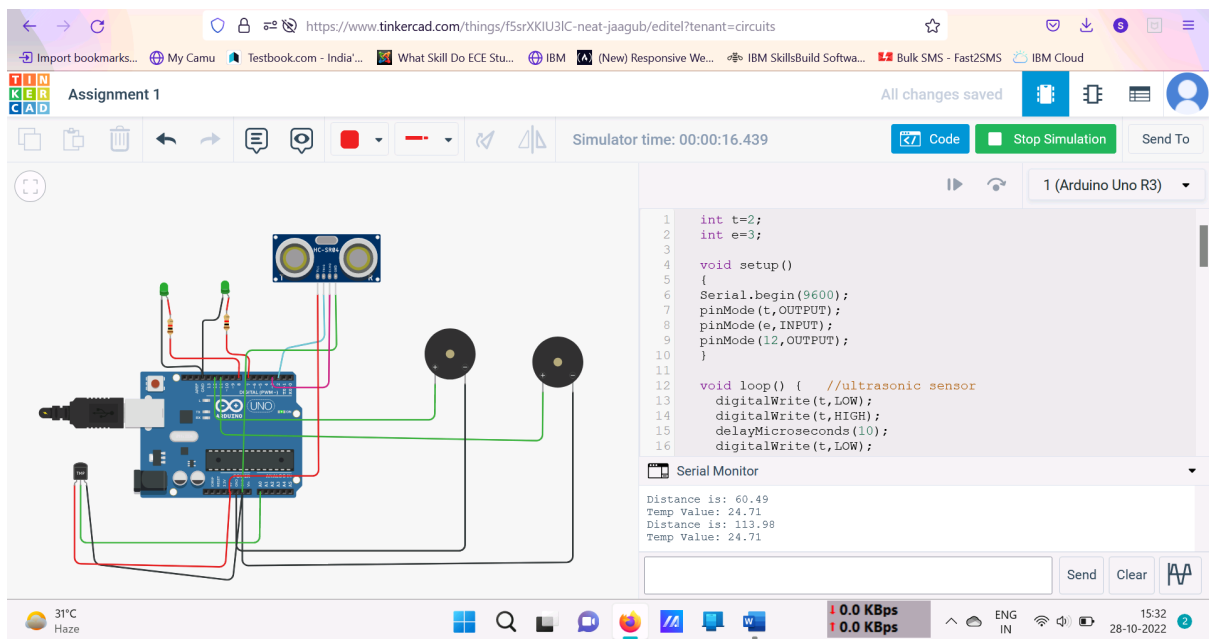 https://www.tinkercad.com/things/f5srXKIU3lC-neat-jaagub/editel?tenant=circuits
S
Import bookmarks... My Camu Testbook.com - India'... What Skill Do ECE Stu... IBM (New) Responsive We... IBM SkillsBuild Softwa... Bulk SMS - Fast2SMS IBM Cloud
TIN
KER
CAD
Assignment 1
All changes saved
Simulator time: 00:00:16.439
Code
Stop Simulation
Send To
1 (Arduino Uno R3)
HC-SR04
DIGITAL (PWM~)
UNO
ARDUINO
TMP
1 int t=2;
2 int e=3;
3
4 void setup()
5 {
6 Serial.begin(9600);
7 pinMode(t,OUTPUT);
8 pinMode(e,INPUT);
9 pinMode(12,OUTPUT);
10 }
11
12 void loop() { //ultrasonic sensor
13 digitalWrite(t,LOW);
14 digitalWrite(t,HIGH);
15 delayMicroseconds(10);
16 digitalWrite(t,LOW);
Serial Monitor
Distance is: 60.49
Temp Value: 24.71
Distance is: 113.98
Temp Value: 24.71
Send
Clear
31°C
Haze
0.0 KBps
0.0 KBps
ENG
IN
15:32
28-10-2022
2